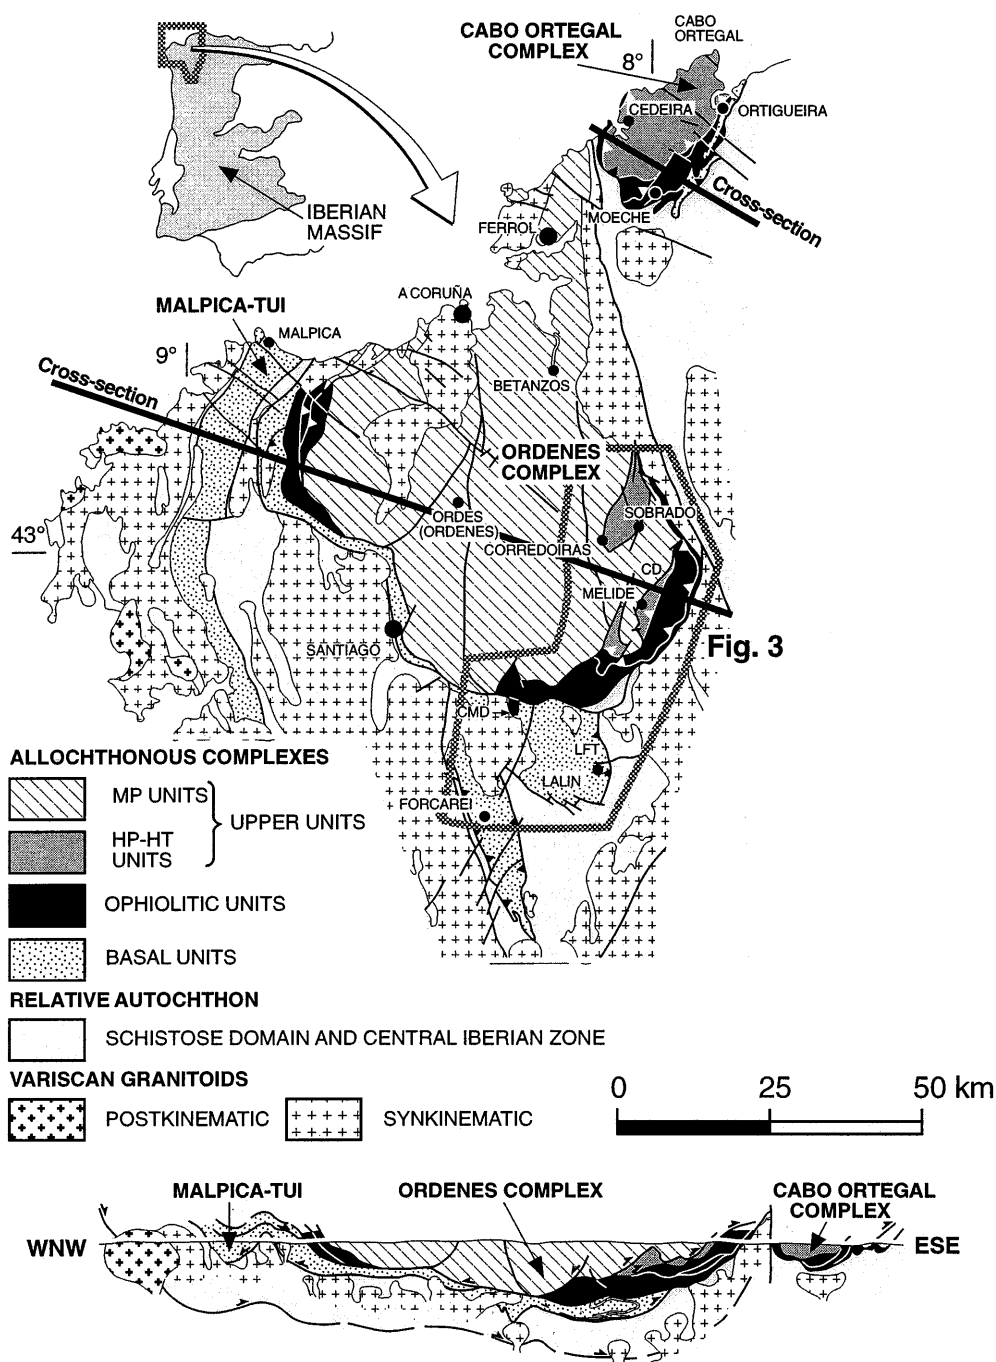 CABO ORTEGAL
COMPLEX
CABO
ORTEGAL
8°
CEDEIRA
ORTIGUEIRA
Cross-section
MOECHE
FERROL
IBERIAN
MASSIF
A CORUÑA
MALPICA-TUI
MALPICA
9°
BETANZOS
Cross-section
ORDENES
COMPLEX
SOBRADO
ORDES
(ORDENES)
CORREDOIRAS
43°
CD
MELIDE
Fig. 3
SANTIAGO
CMD
LFT
LALIN
FORCAREI
ALLOCHTHONOUS COMPLEXES
MP UNITS
HP-HT
UNITS
UPPER UNITS
OPHIOLITIC UNITS
BASAL UNITS
RELATIVE AUTOCHTHON
SCHISTOSE DOMAIN AND CENTRAL IBERIAN ZONE
VARISCAN GRANITOIDS
POSTKINEMATIC
SYNKINEMATIC
0 25 50 km
MALPICA-TUI
ORDENES COMPLEX
CABO ORTEGAL
COMPLEX
WNW
ESE